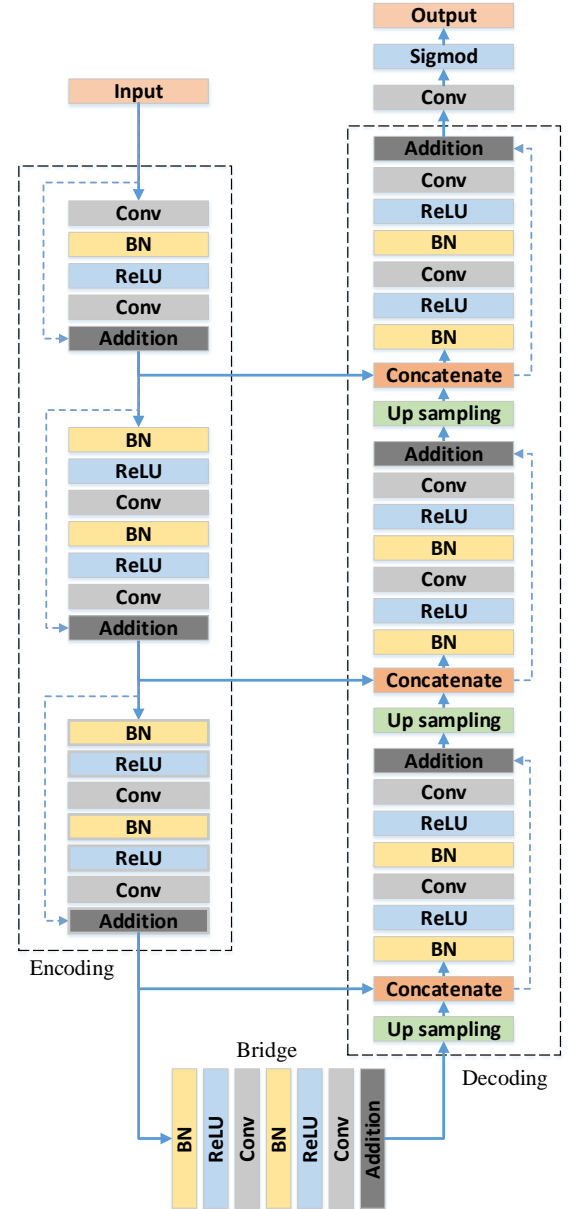 Input
Conv
BN
ReLU
Conv
Addition
BN
ReLU
Conv
BN
ReLU
Conv
Addition
BN
ReLU
Conv
BN
ReLU
Conv
Addition
Encoding
Bridge
BN
ReLU
Conv
BN
ReLU
Conv
Addition
Output
Sigmod
Conv
Addition
Conv
ReLU
BN
Conv
ReLU
BN
Concatenate
Up sampling
Addition
Conv
ReLU
BN
Conv
ReLU
BN
Concatenate
Up sampling
Addition
Conv
ReLU
BN
Conv
ReLU
BN
Concatenate
Up sampling
Decoding